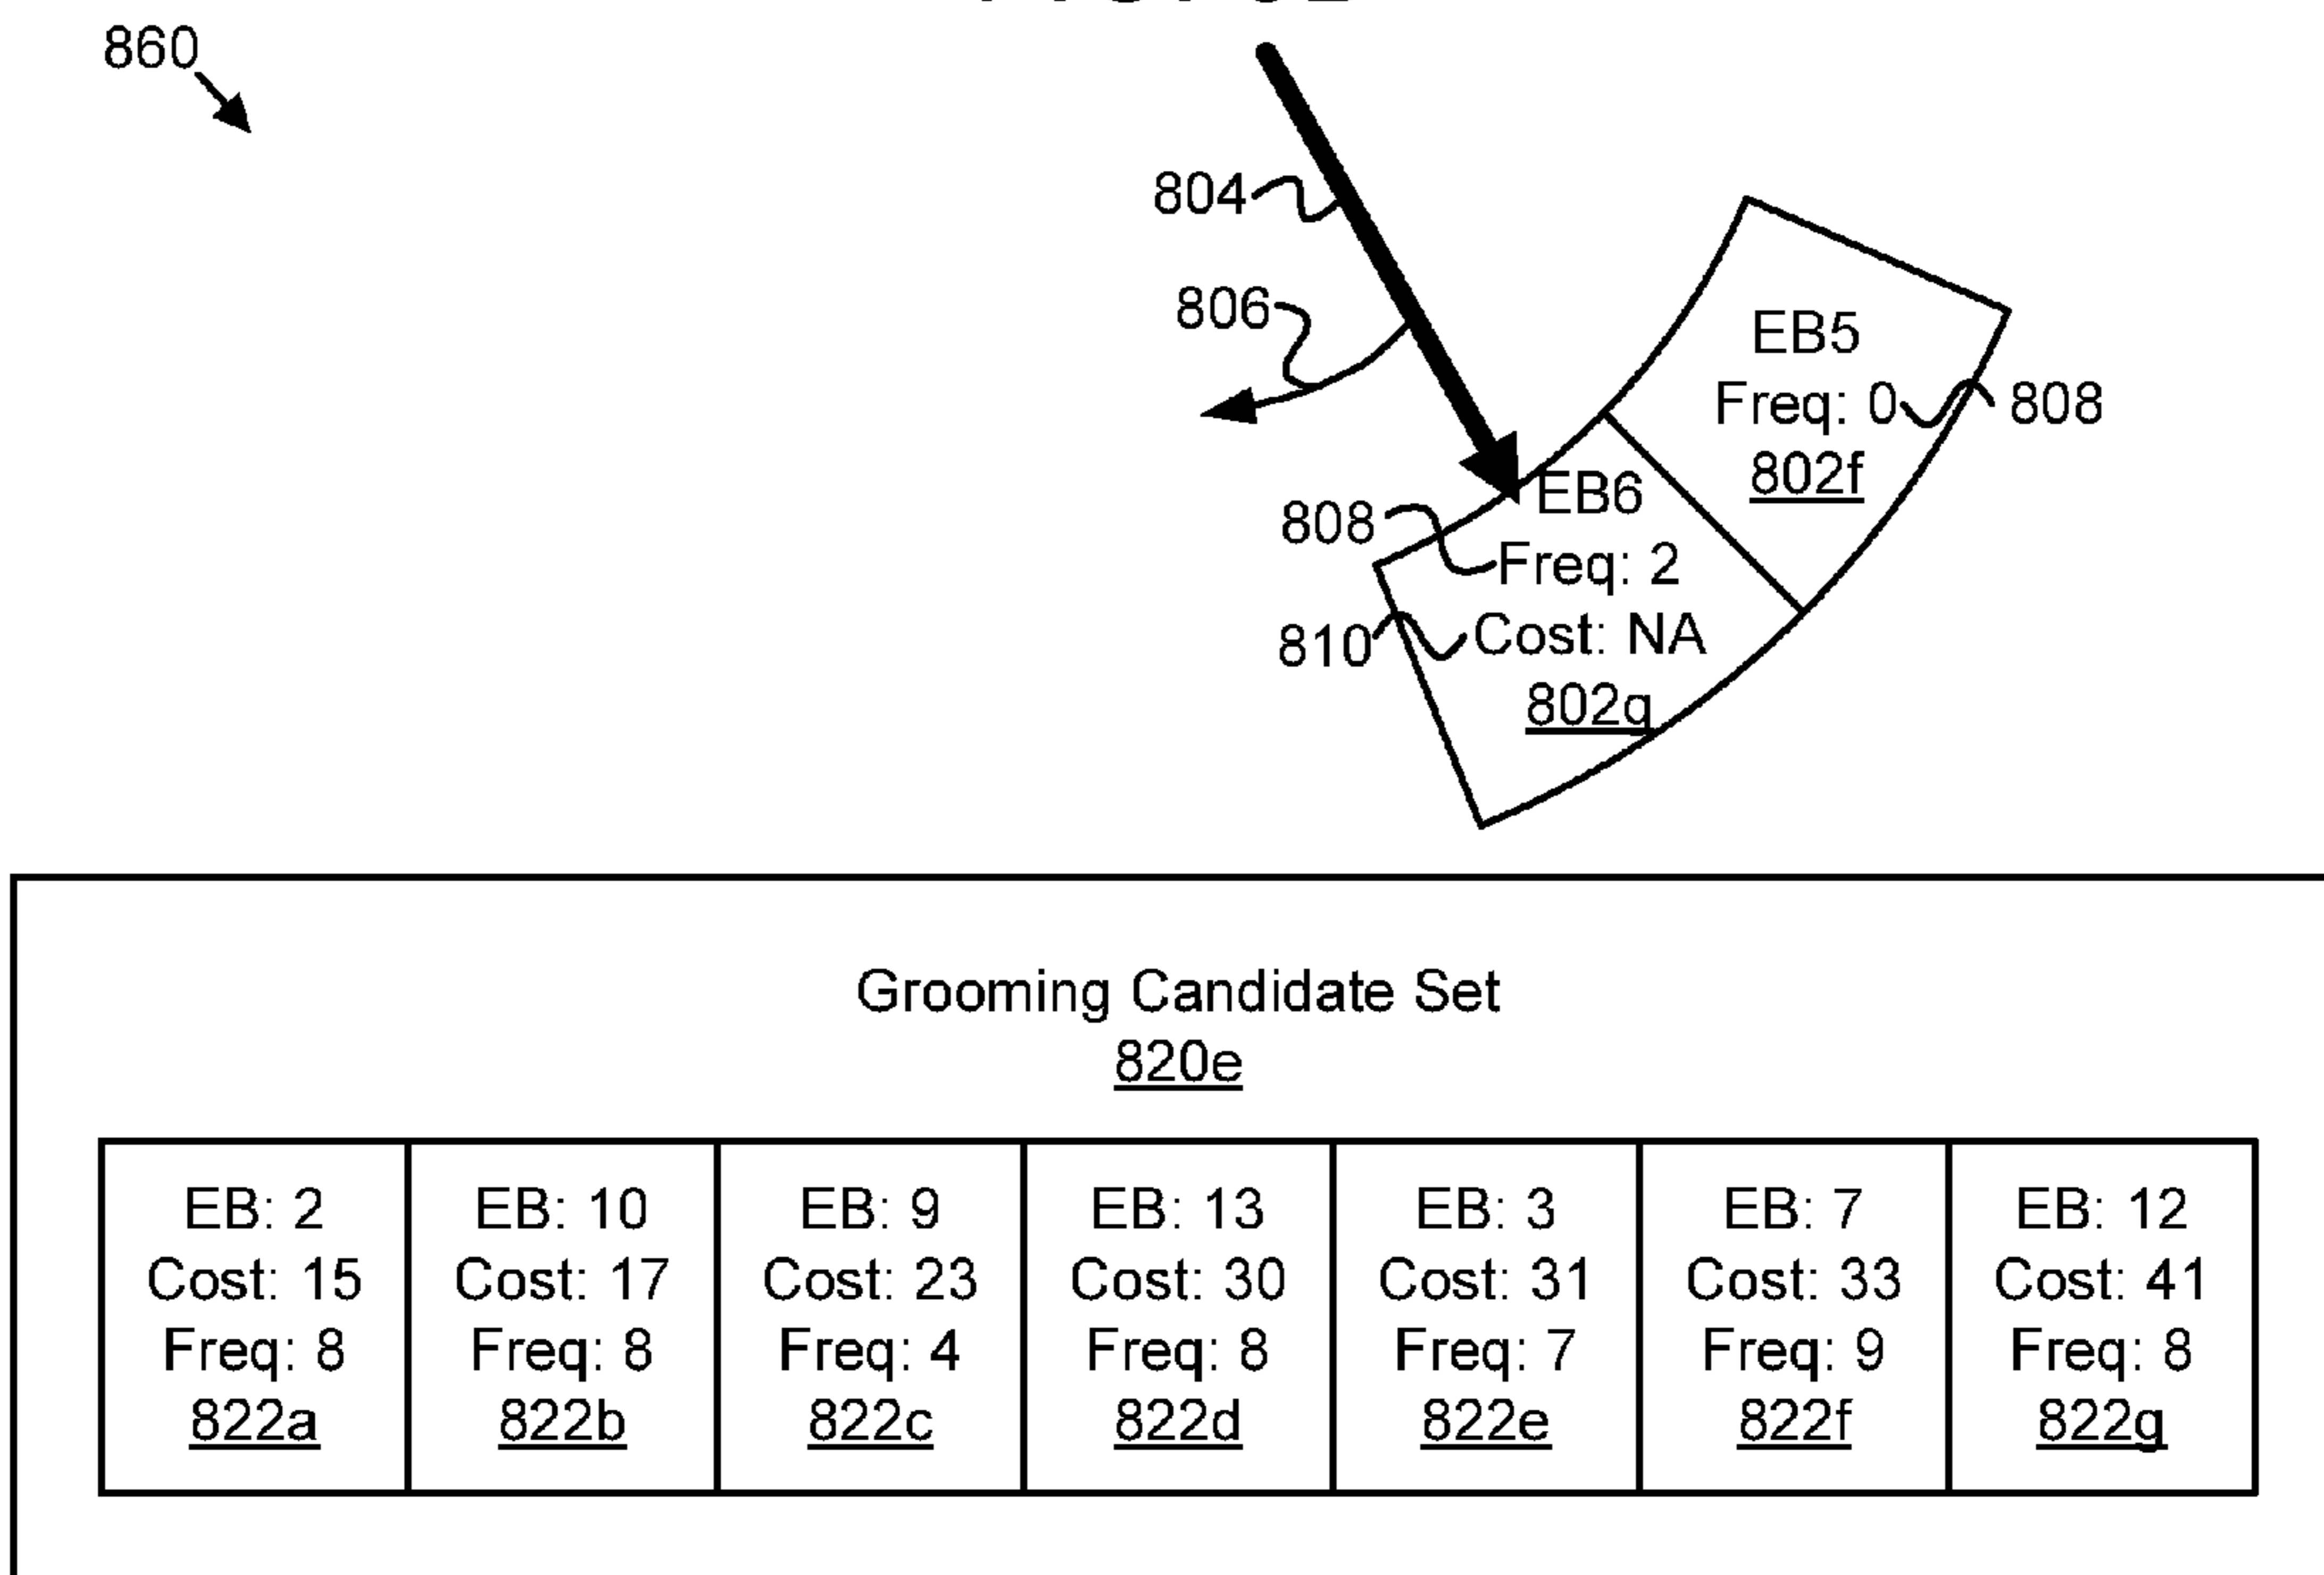 860
804
806
EB5
Freq: 0
808
802f
EB6
808
Freq: 2
810
Cost: NA
802g
Grooming Candidate Set
820e
EB: 2
Cost: 15
Freq: 8
822a
EB: 10
Cost: 17
Freq: 8
822b
EB: 9
Cost: 23
Freq: 4
822c
EB: 13
Cost: 30
Freq: 8
822d
EB: 3
Cost: 31
Freq: 7
822e
EB: 7
Cost: 33
Freq: 9
822f
EB: 12
Cost: 41
Freq: 8
822g